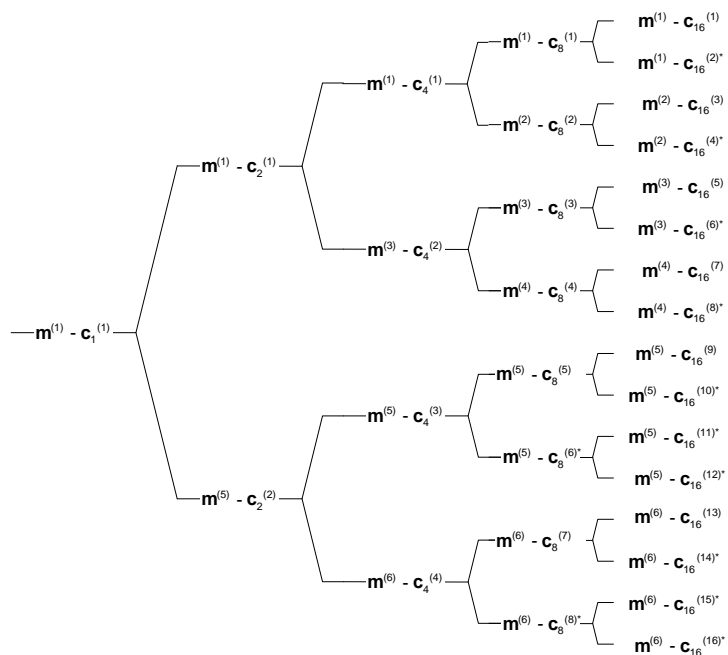 m(1) - c1(1)
m(1) - c2(1)
m(5) - c2(2)
m(1) - c4(1)
m(3) - c4(2)
m(5) - c4(3)
m(6) - c4(4)
m(1) - c8(1)
m(2) - c8(2)
m(3) - c8(3)
m(4) - c8(4)
m(5) - c8(5)
m(5) - c8(6)*
m(6) - c8(7)
m(6) - c8(8)*
m(1) - c16(1)
m(1) - c16(2)*
m(2) - c16(3)
m(2) - c16(4)*
m(3) - c16(5)
m(3) - c16(6)*
m(4) - c16(7)
m(4) - c16(8)*
m(5) - c16(9)
m(5) - c16(10)*
m(5) - c16(11)*
m(5) - c16(12)*
m(6) - c16(13)
m(6) - c16(14)*
m(6) - c16(15)*
m(6) - c16(16)*